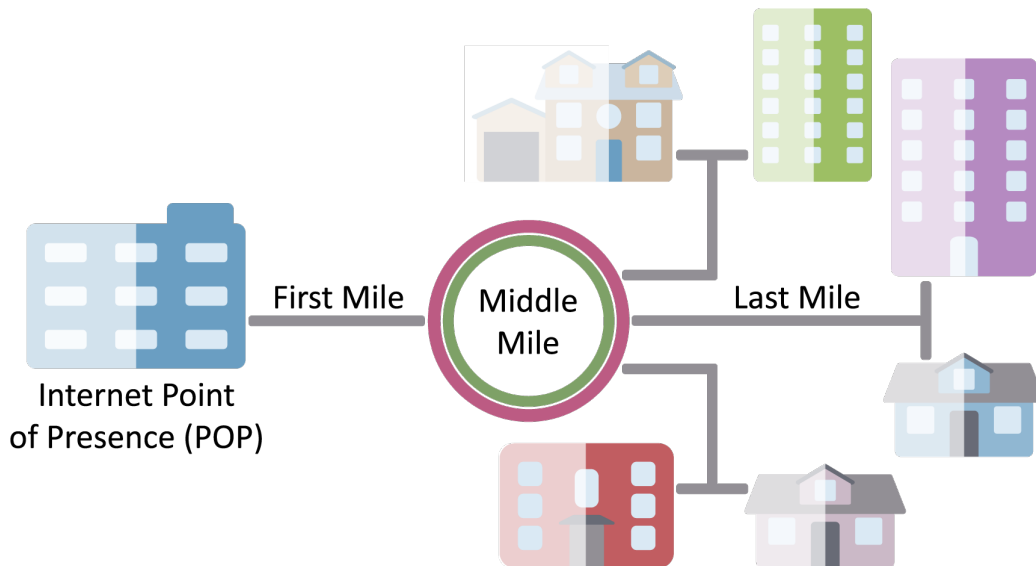 First Mile
Middle
Mile
Last Mile
Internet Point
of Presence (POP)